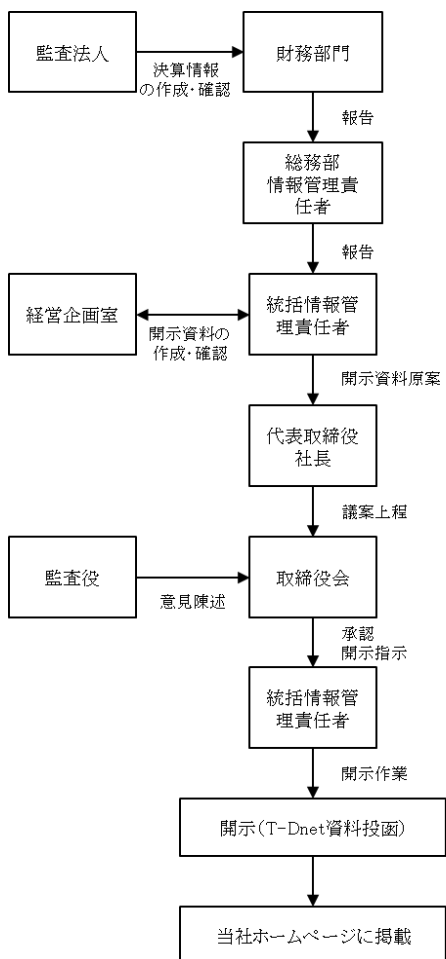 監査法人
財務部門
決算情報
の作成・確認
報告
総務部
情報管理責
任者
報告
経営企画室
統括情報管
理責任者
開示資料の
作成・確認
開示資料原案
代表取締役
社長
議案上程
監査役
取締役会
意見陳述
承認
開示指示
統括情報管
理責任者
開示作業
開示(T-Dnet資料投函)
当社ホームページに掲載